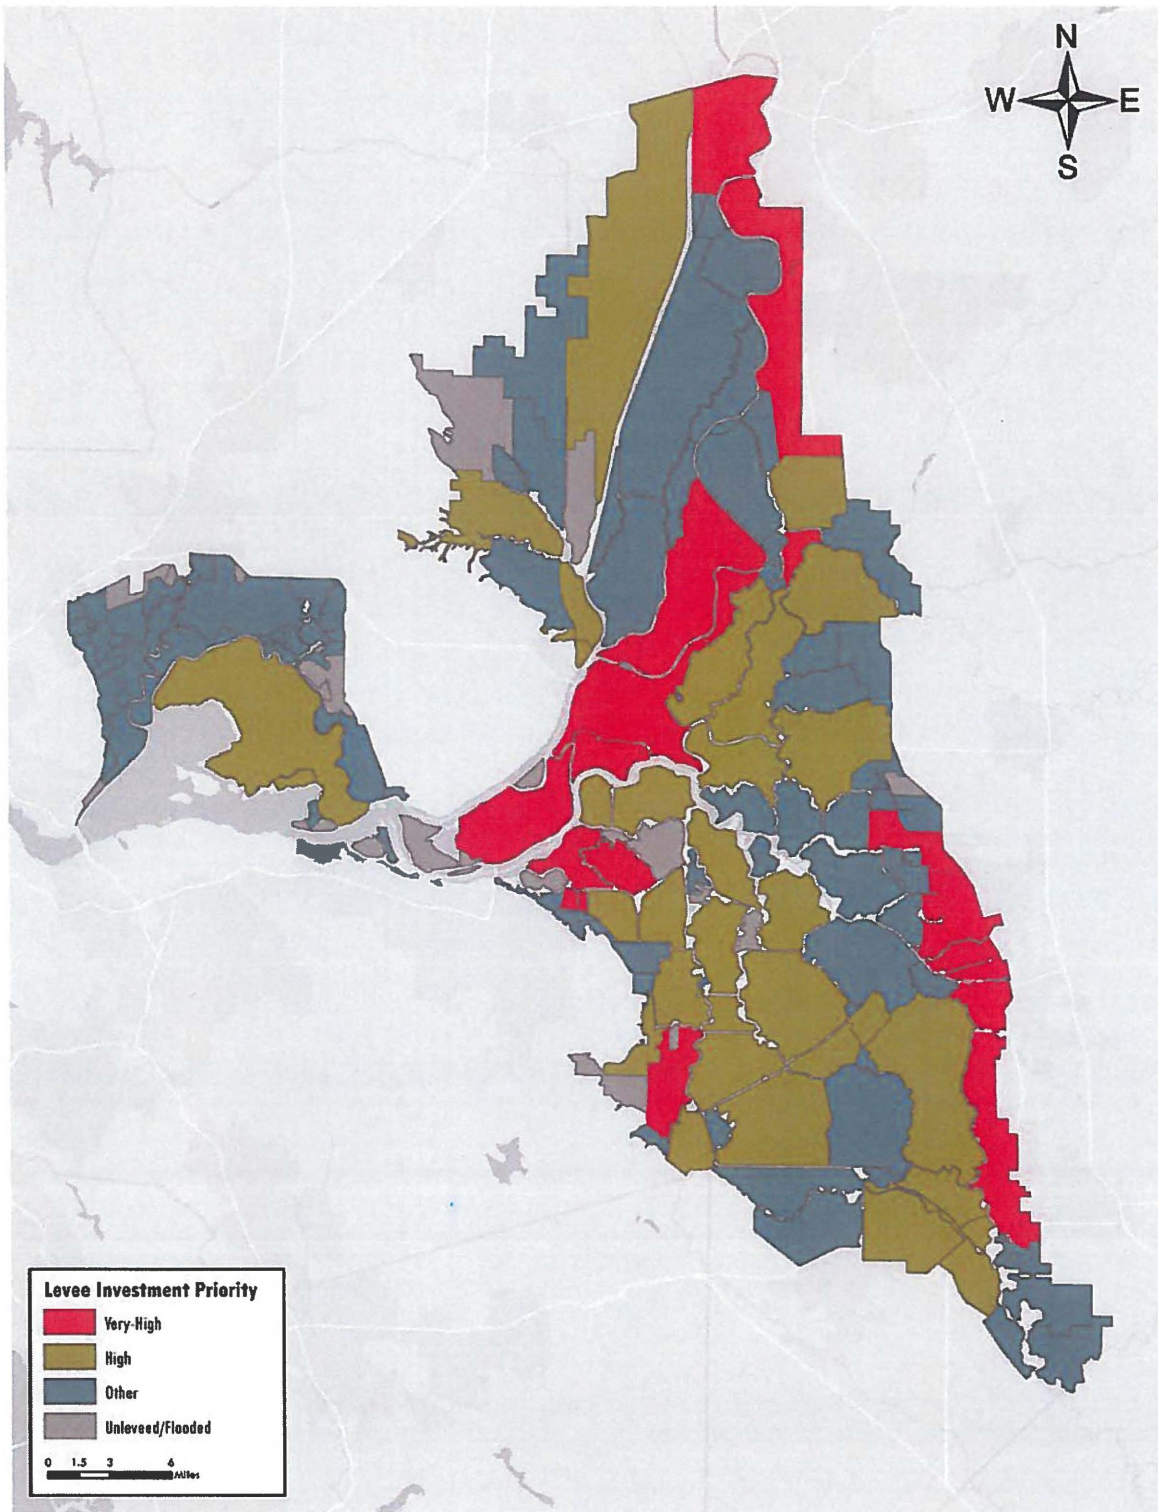 N
W E
S
Levee Investment Priority
Very-High
High
Other
Unleveed/Flooded
0 1.5 3 6
Miles